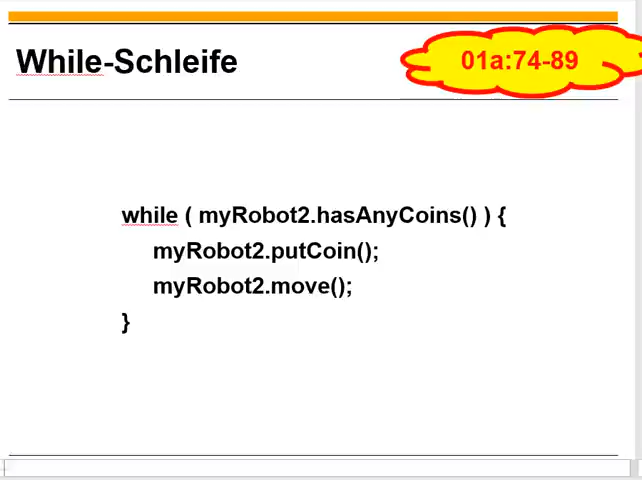 While-Schleife
01a:74-89
while ( myRobot2.hasAnyCoins() ) {
myRobot2.putCoin();
myRobot2.move();
}